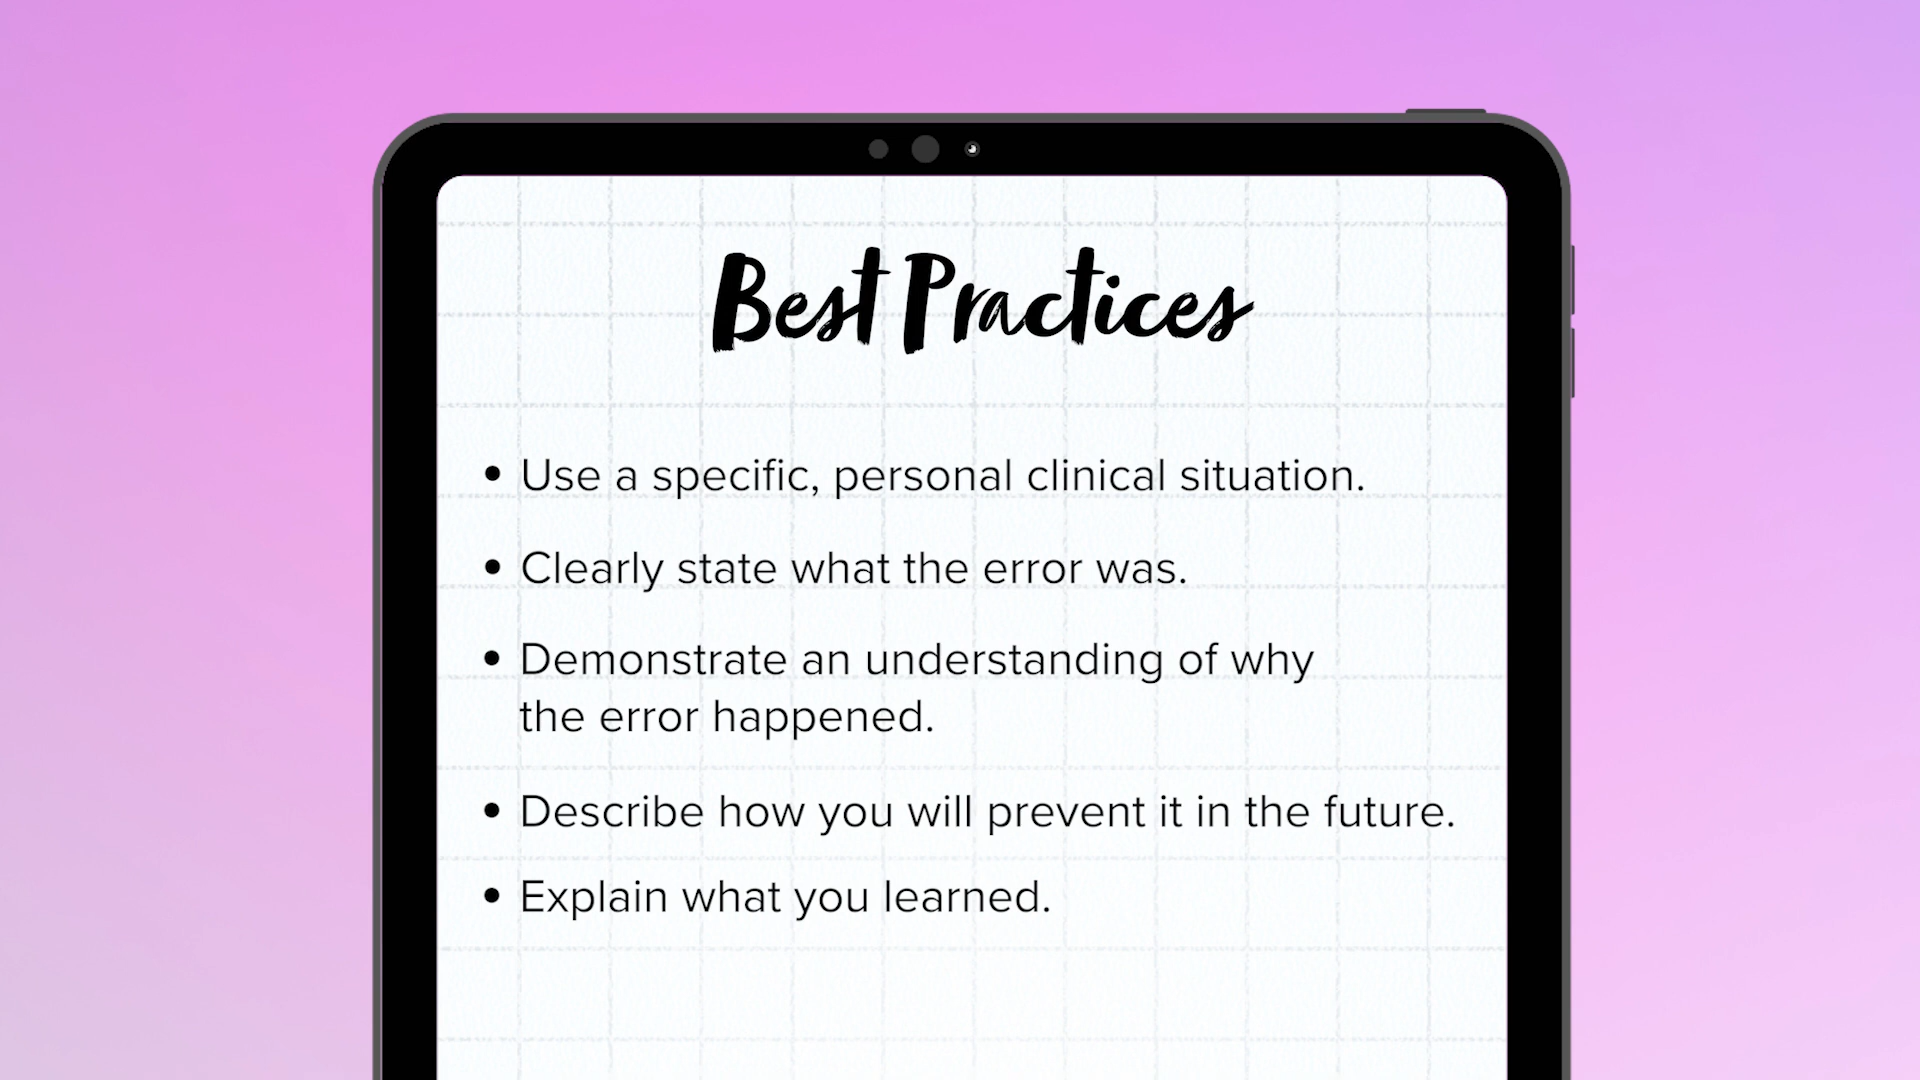 Best Practices
• Use a specific, personal clinical situation.
• Clearly state what the error was.
• Demonstrate an understanding of why
the error happened.
• Describe how you will prevent it in the future.
• Explain what you learned.